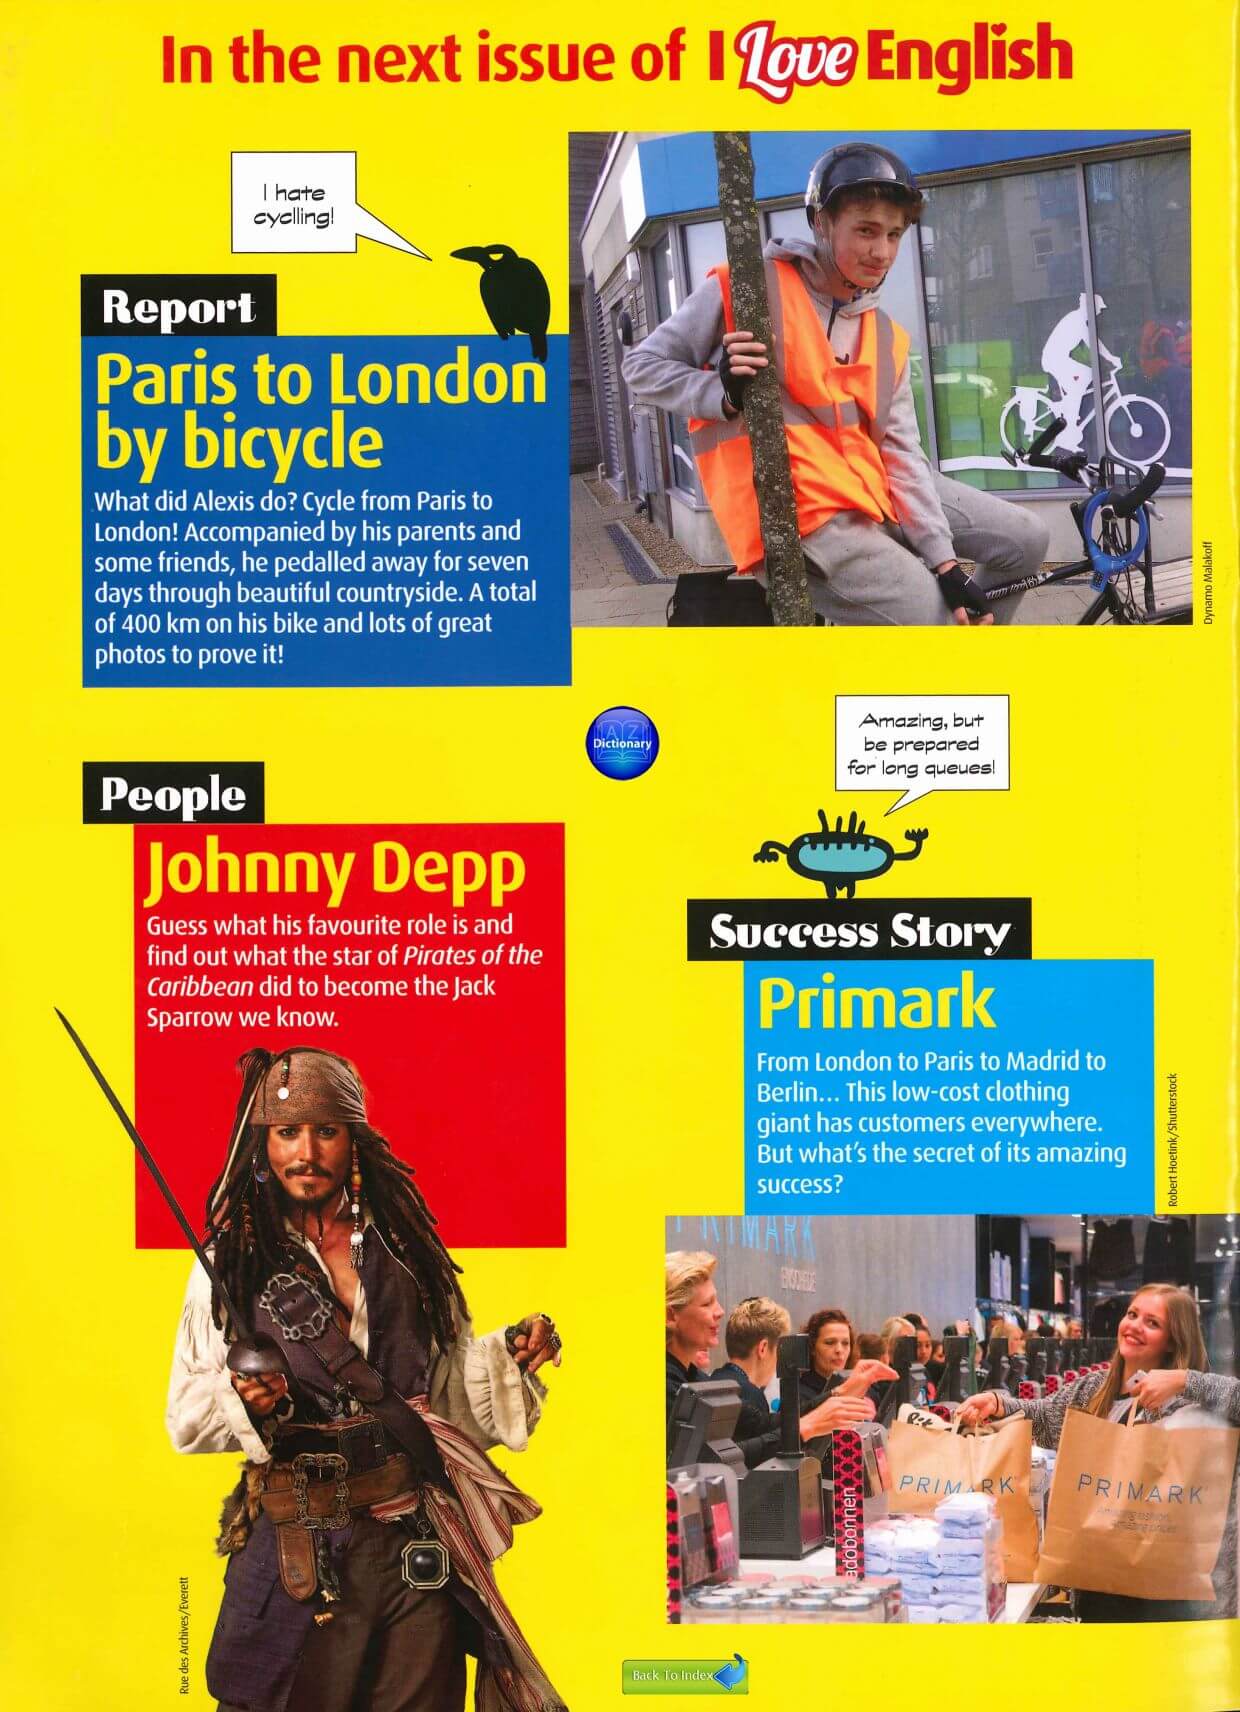 In the next issue of I Love English
I hate
cycling!
Report
Paris to London
by bicycle
What did Alexis do? Cycle from Paris to
London! Accompanied by his parents and
some friends, he pedalled away for seven
days through beautiful countryside. A total
of 400 km on his bike and lots of great
photos to prove it!
Dynamo Malakoff
A Z
Dictionary
Amazing, but
be prepared
for long queues!
People
Johnny Depp
Guess what his favourite role is and
find out what the star of Pirates of the
Caribbean did to become the Jack
Sparrow we know.
Rue des Archives/Everett
Success Story
Primark
From London to Paris to Madrid to
Berlin... This low-cost clothing
giant has customers everywhere.
But what's the secret of its amazing
success?
Robert Hoetink/Shutterstock
PRIMARK
ENSCHEDE
PRIMARK
PRIMARK
adobonnen
Back To Index